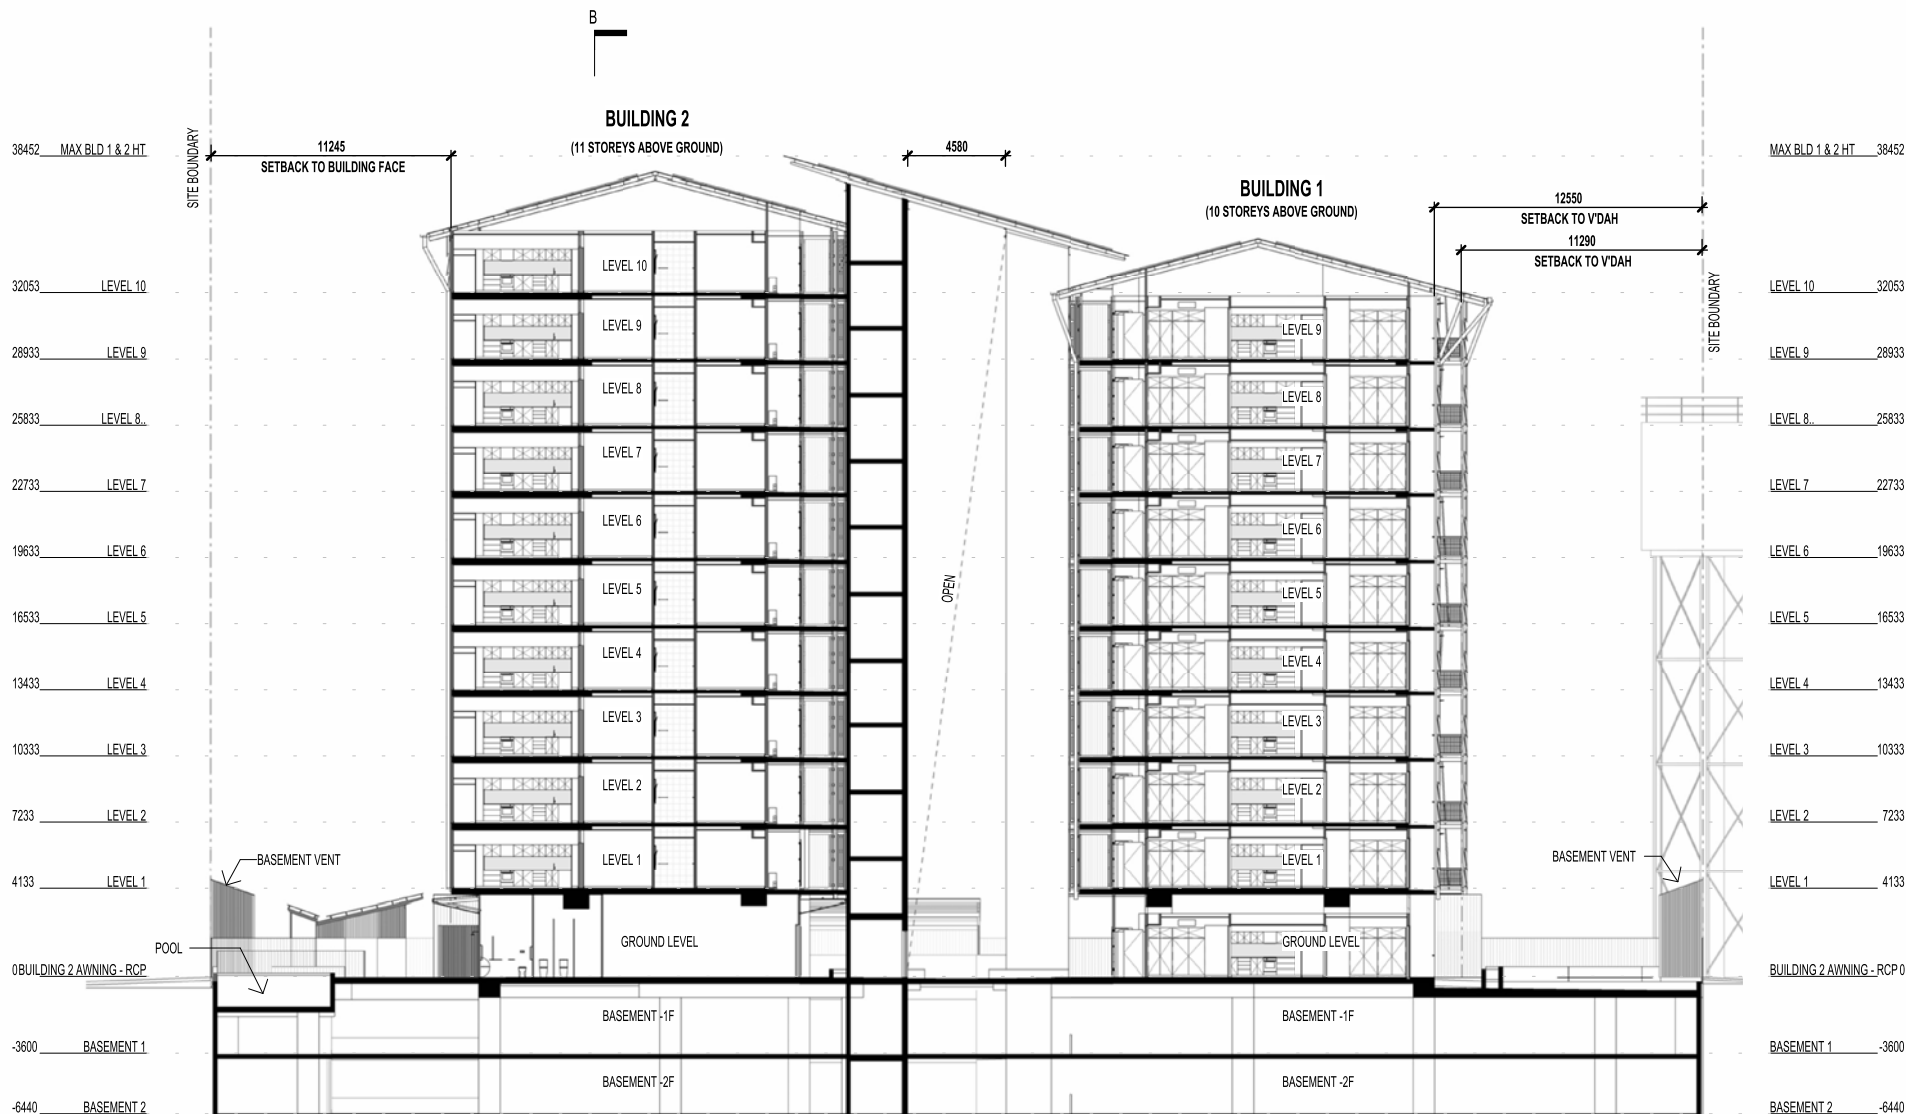 B
BUILDING 2
(11 STOREYS ABOVE GROUND)
SITE BOUNDARY
11245
SETBACK TO BUILDING FACE
4580
BUILDING 1
(10 STOREYS ABOVE GROUND)
12550
SETBACK TO V'DAH
11290
SETBACK TO V'DAH
SITE BOUNDARY
38452 MAX BLD 1 & 2 HT
32053 LEVEL 10
28933 LEVEL 9
25833 LEVEL 8..
22733 LEVEL 7
19633 LEVEL 6
16533 LEVEL 5
13433 LEVEL 4
10333 LEVEL 3
7233 LEVEL 2
4133 LEVEL 1
0 BUILDING 2 AWNING - RCP
-3600 BASEMENT 1
-6440 BASEMENT 2
BASEMENT VENT
POOL
LEVEL 10
LEVEL 9
LEVEL 8
LEVEL 7
LEVEL 6
LEVEL 5
LEVEL 4
LEVEL 3
LEVEL 2
LEVEL 1
GROUND LEVEL
BASEMENT -1F
BASEMENT -2F
OPEN
LEVEL 9
LEVEL 8
LEVEL 7
LEVEL 6
LEVEL 5
LEVEL 4
LEVEL 3
LEVEL 2
LEVEL 1
GROUND LEVEL
BASEMENT -1F
BASEMENT -2F
BASEMENT VENT
MAX BLD 1 & 2 HT 38452
LEVEL 10 32053
LEVEL 9 28933
LEVEL 8.. 25833
LEVEL 7 22733
LEVEL 6 19633
LEVEL 5 16533
LEVEL 4 13433
LEVEL 3 10333
LEVEL 2 7233
LEVEL 1 4133
BUILDING 2 AWNING - RCP 0
BASEMENT 1 -3600
BASEMENT 2 -6440